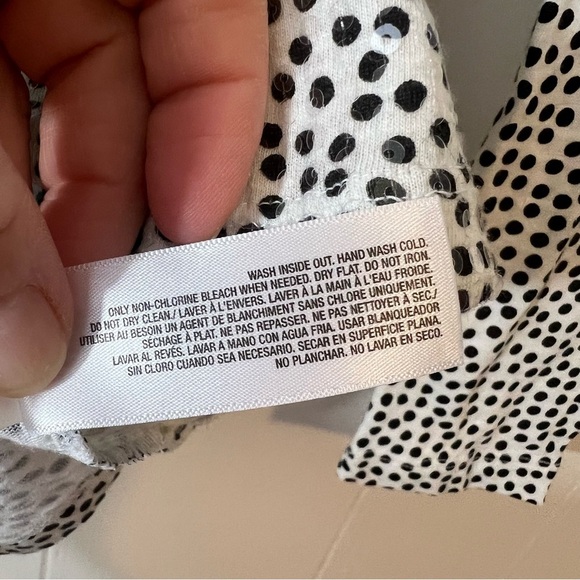 WASH INSIDE OUT. HAND WASH COLD.
ONLY NON-CHLORINE BLEACH WHEN NEEDED. DRY FLAT. DO NOT IRON.
DO NOT DRY CLEAN./ LAVER À L'ENVERS. LAVER À LA MAIN À L'EAU FROIDE.
UTILISER AU BESOIN UN AGENT DE BLANCHIMENT SANS CHLORE UNIQUEMENT.
SÉCHAGE À PLAT. NE PAS REPASSER. NE PAS NETTOYER À SEC./
LAVAR AL REVÉS. LAVAR A MANO CON AGUA FRIA. USAR BLANQUEADOR
SIN CLORO CUANDO SEA NECESARIO. SECAR EN SUPERFICIE PLANA.
NO PLANCHAR. NO LAVAR EN SECO.